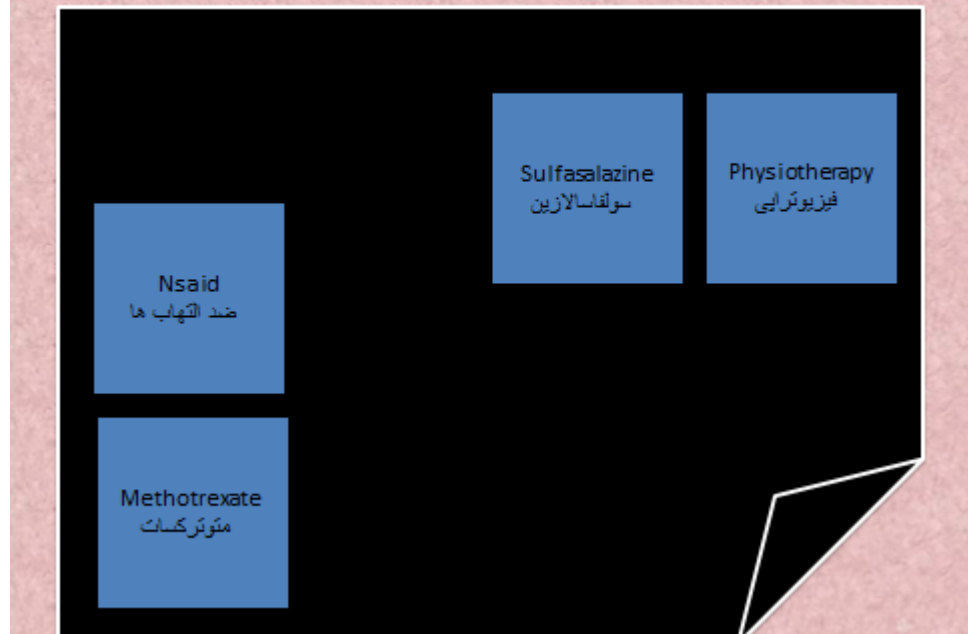 Sulfasalazine
سولفاسالازین
Physiotherapy
فیزیوتراپی
Nsaid
ضد التهاب ها
Methotrexate
متوترکسات